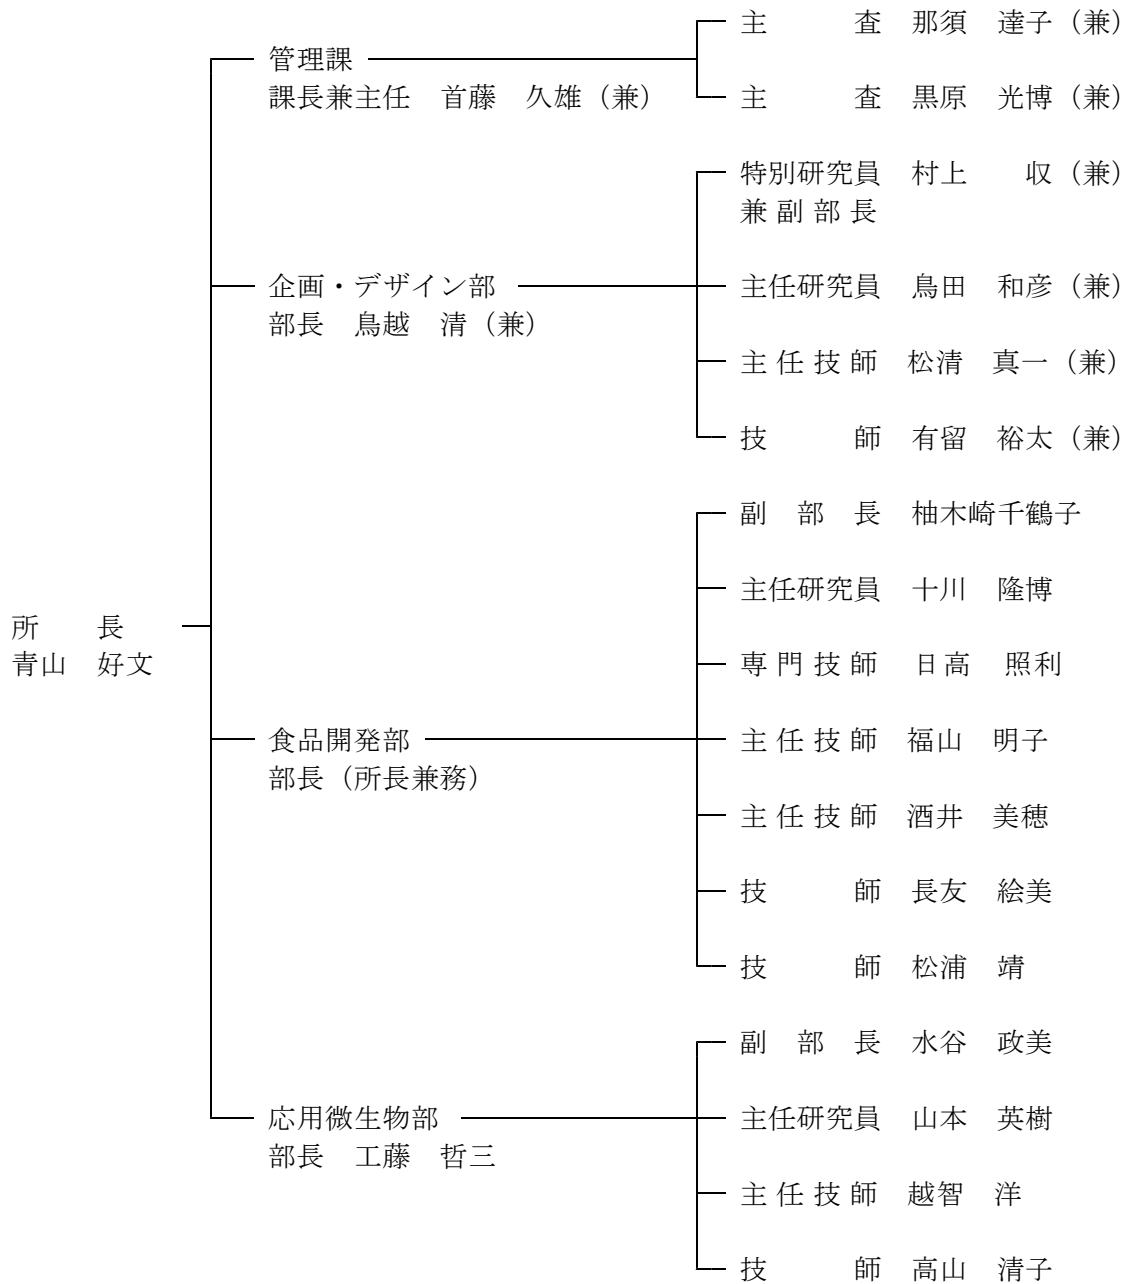 所　　長
青山　好文
管理課
課長兼主任　首藤　久雄（兼）
主　　　査　那須　達子（兼）
主　　　査　黒原　光博（兼）
企画・デザイン部
部長　鳥越　清（兼）
特別研究員　村上　　収（兼）
兼 副 部 長
主任研究員　鳥田　和彦（兼）
主 任 技 師　松清　真一（兼）
技　　　師　有留　裕太（兼）
食品開発部
部長（所長兼務）
副　部　長　柚木崎千鶴子
主任研究員　十川　隆博
専 門 技 師　日高　照利
主 任 技 師　福山　明子
主 任 技 師　酒井　美穂
技　　　師　長友　絵美
技　　　師　松浦　靖
応用微生物部
部長　工藤　哲三
副　部　長　水谷　政美
主任研究員　山本　英樹
主 任 技 師　越智　洋
技　　　師　高山　清子